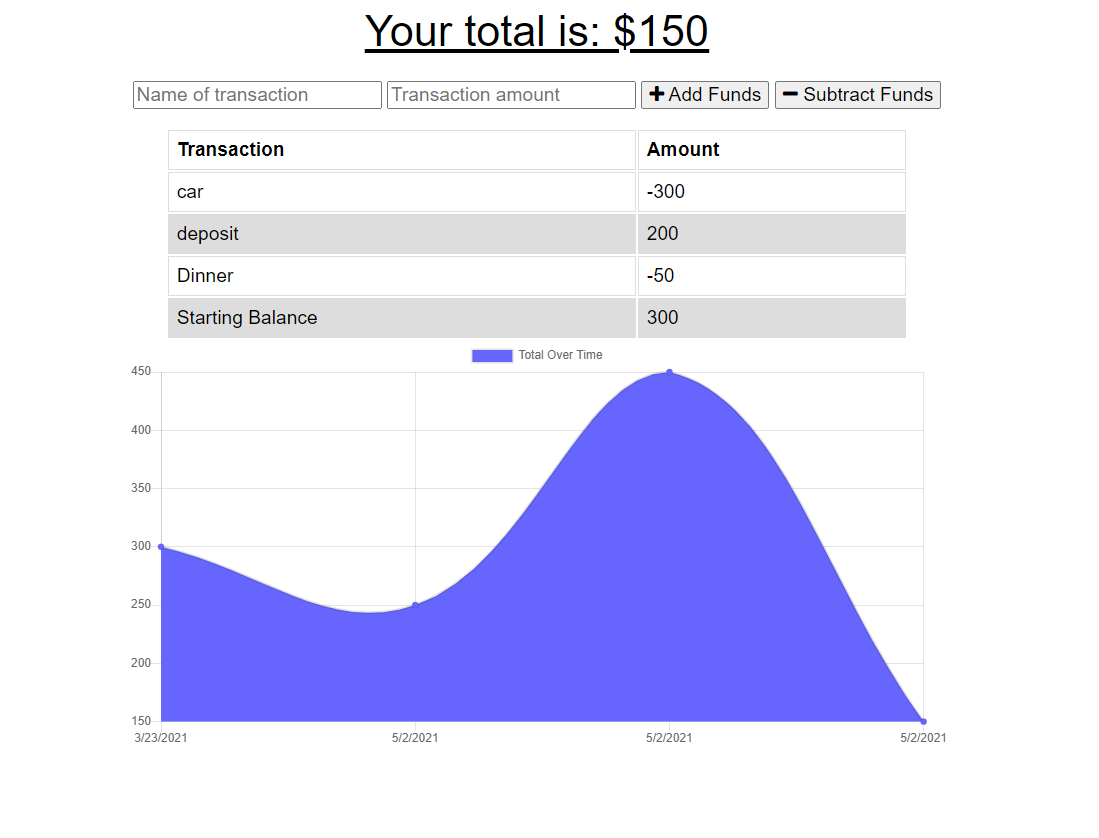 Your total is: $150
Name of transaction Transaction amount + Add Funds − Subtract Funds
Transaction Amount
car -300
deposit 200
Dinner -50
Starting Balance 300
Total Over Time
450
400
350
300
250
200
150
3/23/2021 5/2/2021 5/2/2021 5/2/2021